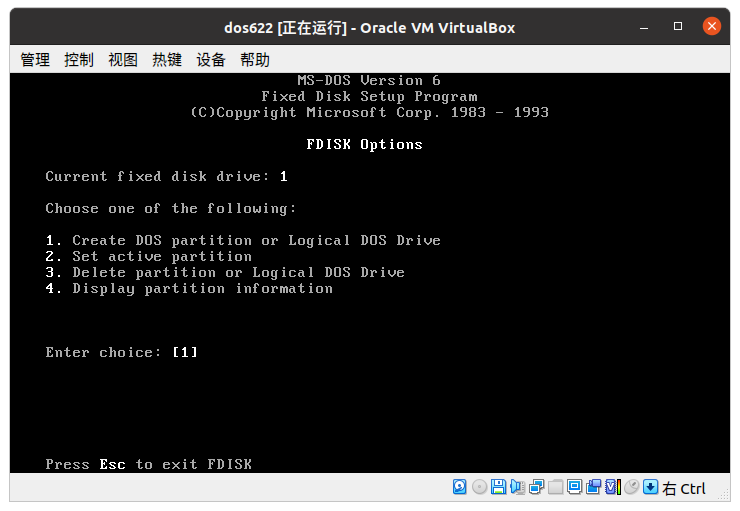 dos622 [正在运行] - Oracle VM VirtualBox
管理 控制 视图 热键 设备 帮助
MS-DOS Version 6
Fixed Disk Setup Program
(C)Copyright Microsoft Corp. 1983 - 1993
FDISK Options
Current fixed disk drive: 1
Choose one of the following:
1. Create DOS partition or Logical DOS Drive
2. Set active partition
3. Delete partition or Logical DOS Drive
4. Display partition information
Enter choice: [1]
Press Esc to exit FDISK
右 Ctrl